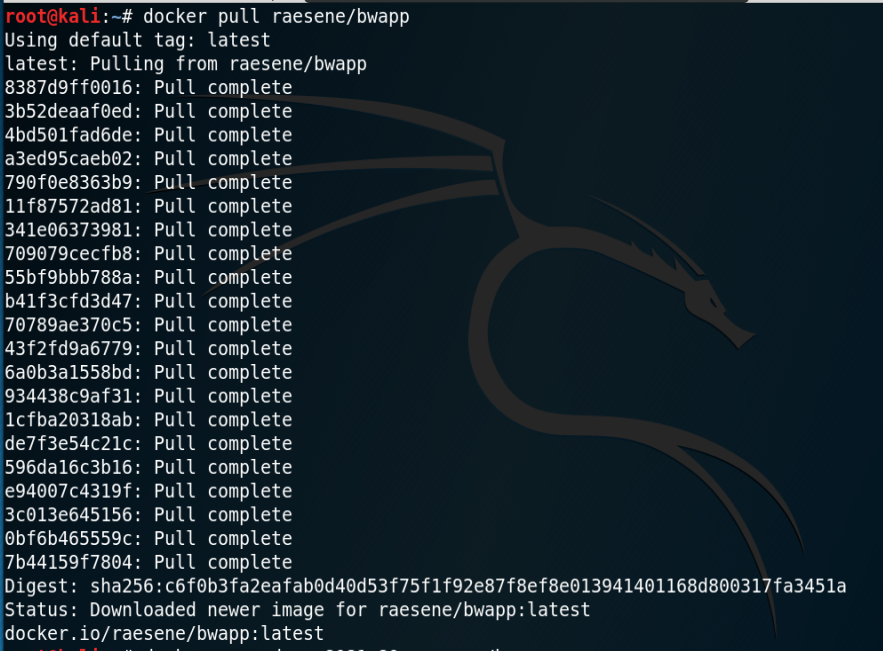 root@kali:~# docker pull raesene/bwapp
Using default tag: latest
latest: Pulling from raesene/bwapp
8387d9ff0016: Pull complete
3b52deaaf0ed: Pull complete
4bd501fad6de: Pull complete
a3ed95caeb02: Pull complete
790f0e8363b9: Pull complete
11f87572ad81: Pull complete
341e06373981: Pull complete
709079cecfb8: Pull complete
55bf9bbb788a: Pull complete
b41f3cfd3d47: Pull complete
70789ae370c5: Pull complete
43f2fd9a6779: Pull complete
6a0b3a1558bd: Pull complete
934438c9af31: Pull complete
1cfba20318ab: Pull complete
de7f3e54c21c: Pull complete
596da16c3b16: Pull complete
e94007c4319f: Pull complete
3c013e645156: Pull complete
0bf6b465559c: Pull complete
7b44159f7804: Pull complete
Digest: sha256:c6f0b3fa2eafab0d40d53f75f1f92e87f8ef8e013941401168d800317fa3451a
Status: Downloaded newer image for raesene/bwapp:latest
docker.io/raesene/bwapp:latest